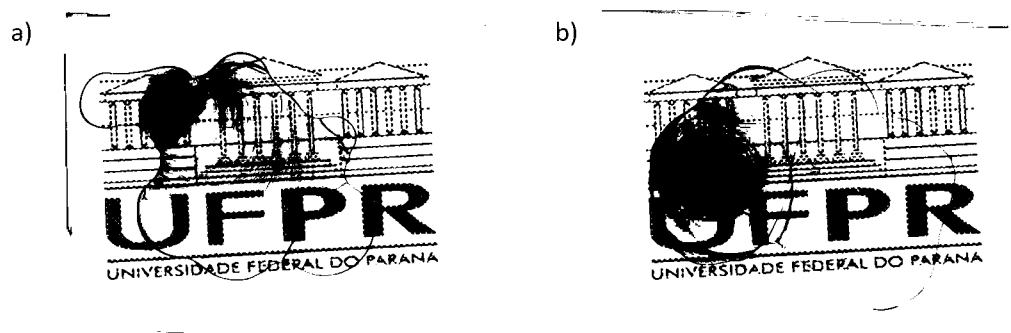 a)
b)
UFPR
UNIVERSIDADE FEDERAL DO PARANA
UFPR
UNIVERSIDADE FEDERAL DO PARANA